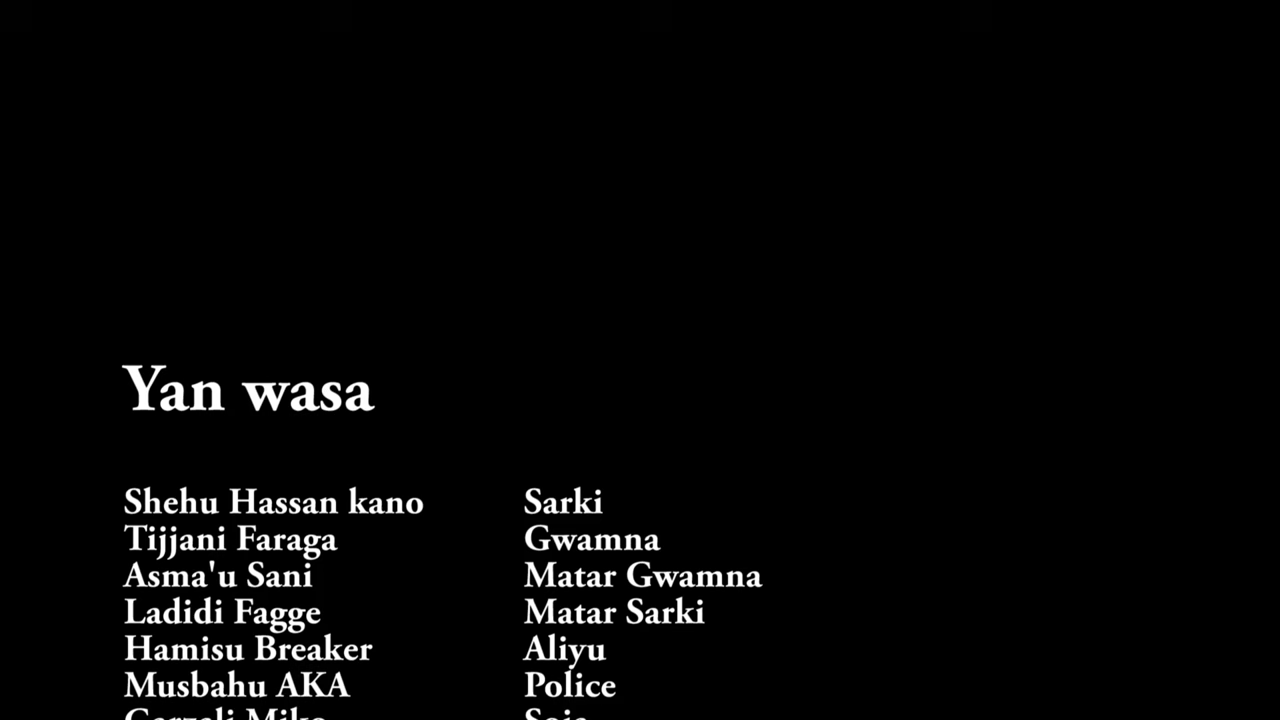 Yan wasa
Shehu Hassan kano Sarki
Tijjani Faraga Gwamna
Asma'u Sani Matar Gwamna
Ladidi Fagge Matar Sarki
Hamisu Breaker Aliyu
Musbahu AKA Police